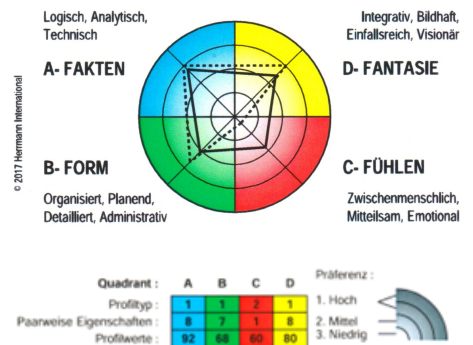 Logisch, Analytisch,
Technisch
A- FAKTEN
Integrativ, Bildhaft,
Einfallsreich, Visionär
D- FANTASIE
© 2017 Herrmann International
B- FORM
Organisiert, Planend,
Detailliert, Administrativ
C- FÜHLEN
Zwischenmenschlich,
Mitteilsam, Emotional
Quadrant : A B C D
Profiltyp : 1 1 2 1
Paarweise Eigenschaften : 8 7 1 8
Profilwerte : 92 68 60 80
Präferenz :
1. Hoch
2. Mittel
3. Niedrig